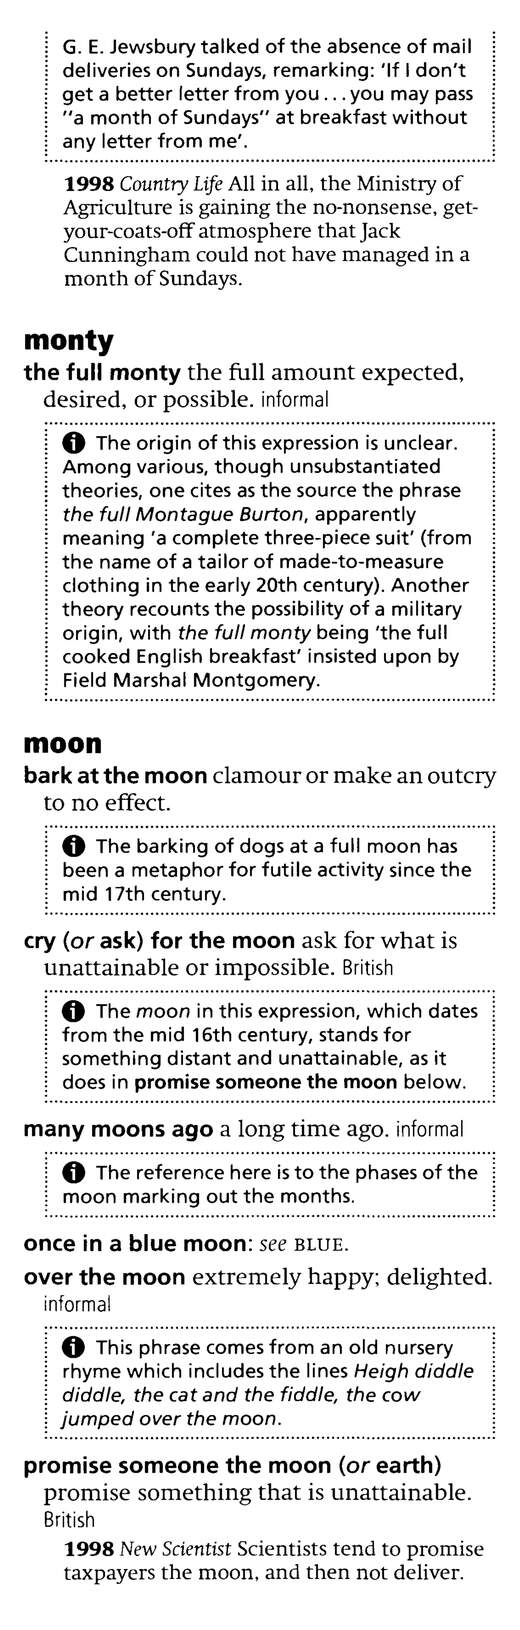 G. E. Jewsbury talked of the absence of mail
deliveries on Sundays, remarking: 'If I don't
get a better letter from you . . . you may pass
"a month of Sundays" at breakfast without
any letter from me'.
1998 Country Life All in all, the Ministry of
Agriculture is gaining the no-nonsense, get-
your-coats-off atmosphere that Jack
Cunningham could not have managed in a
month of Sundays.
monty
the full monty the full amount expected,
desired, or possible. informal
The origin of this expression is unclear.
Among various, though unsubstantiated
theories, one cites as the source the phrase
the full Montague Burton, apparently
meaning 'a complete three-piece suit' (from
the name of a tailor of made-to-measure
clothing in the early 20th century). Another
theory recounts the possibility of a military
origin, with the full monty being 'the full
cooked English breakfast' insisted upon by
Field Marshal Montgomery.
moon
bark at the moon clamour or make an outcry
to no effect.
The barking of dogs at a full moon has
been a metaphor for futile activity since the
mid 17th century.
cry (or ask) for the moon ask for what is
unattainable or impossible. British
The moon in this expression, which dates
from the mid 16th century, stands for
something distant and unattainable, as it
does in promise someone the moon below.
many moons ago a long time ago. informal
The reference here is to the phases of the
moon marking out the months.
once in a blue moon: see BLUE.
over the moon extremely happy; delighted.
informal
This phrase comes from an old nursery
rhyme which includes the lines Heigh diddle
diddle, the cat and the fiddle, the cow
jumped over the moon.
promise someone the moon (or earth)
promise something that is unattainable.
British
1998 New Scientist Scientists tend to promise
taxpayers the moon, and then not deliver.